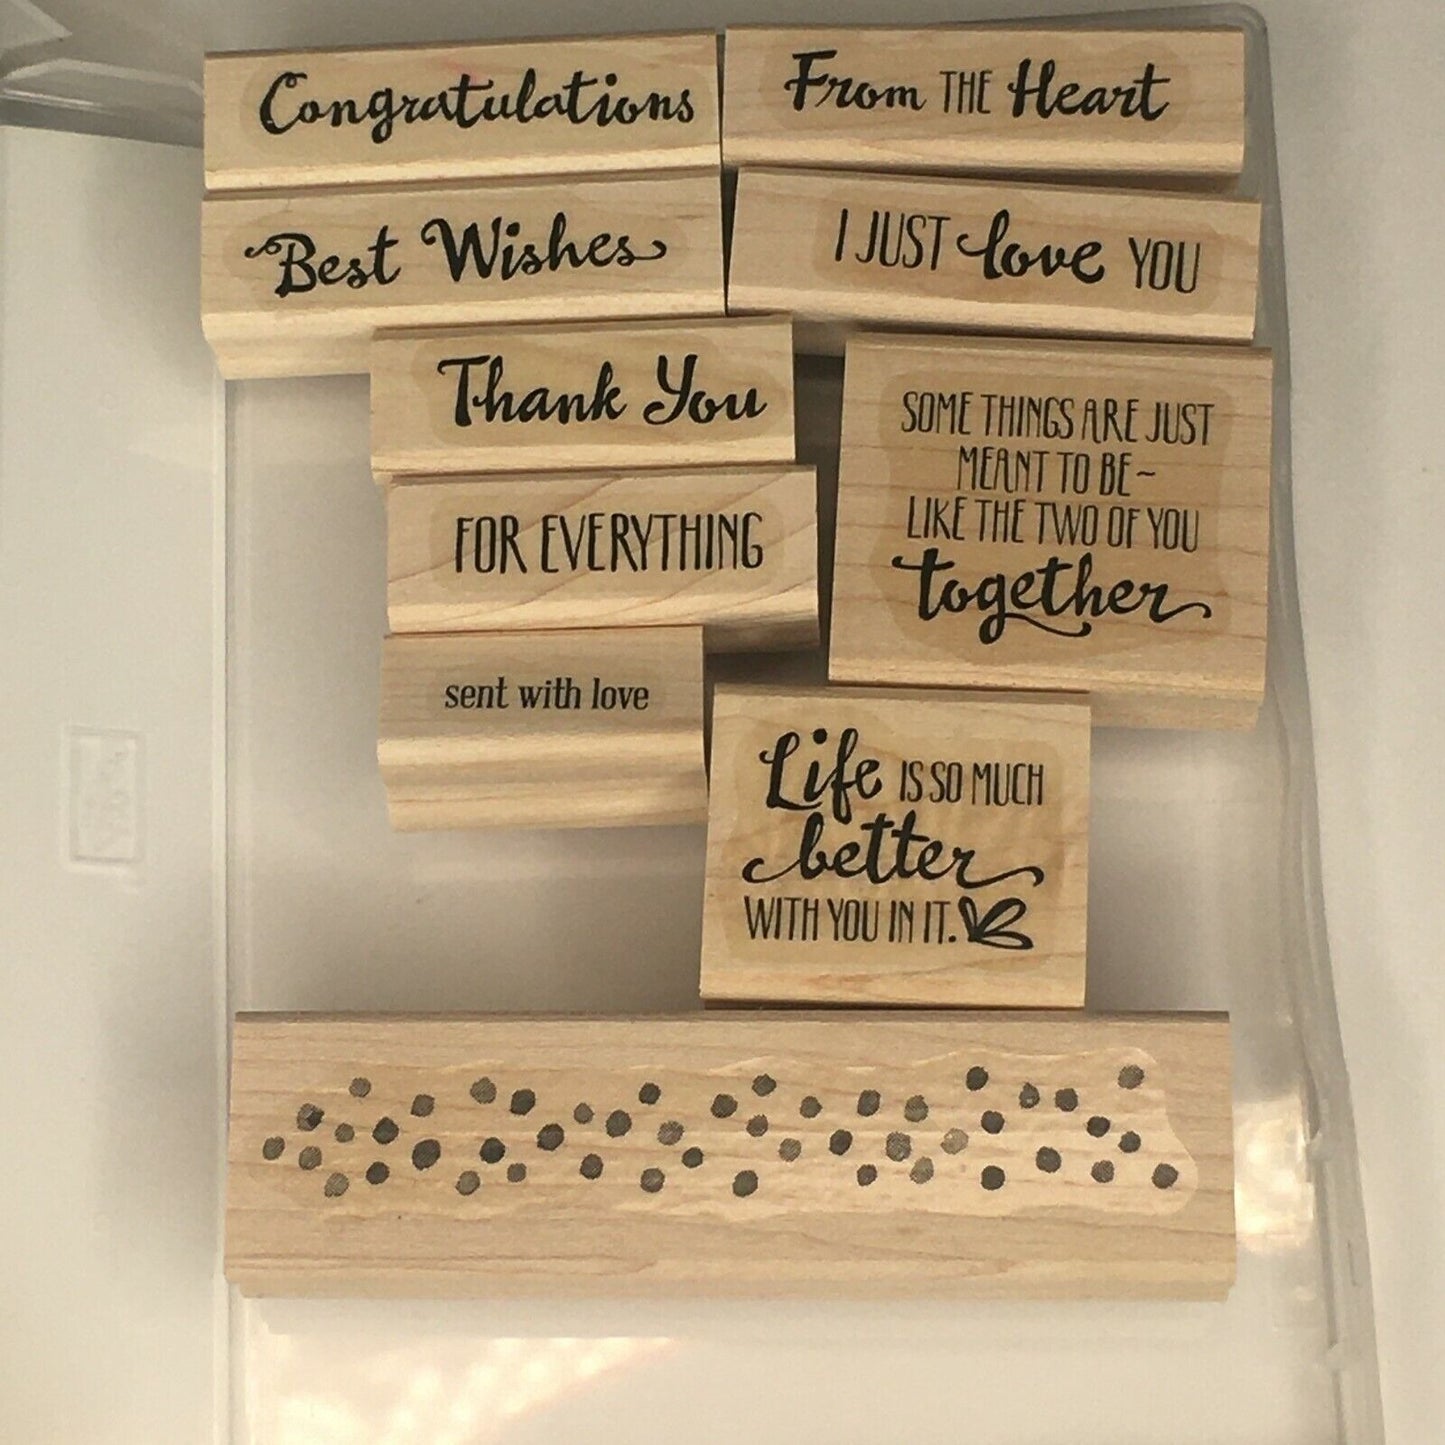 Congratulations
From THE Heart
Best Wishes
I JUST love YOU
Thank You
FOR EVERYTHING
SOME THINGS ARE JUST
MEANT TO BE~
LIKE THE TWO OF YOU
together
sent with love
Life IS SO MUCH
better
WITH YOU IN IT.